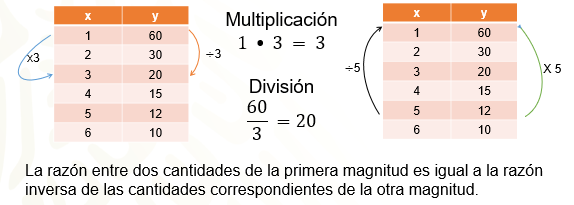 x y
1 60
2 30
3 20
4 15
5 12
6 10
X3
÷3
Multiplicación
1 • 3 = 3
División
60
3
= 20
x y
1 60
2 30
3 20
4 15
5 12
6 10
÷5
X 5
La razón entre dos cantidades de la primera magnitud es igual a la razón
inversa de las cantidades correspondientes de la otra magnitud.